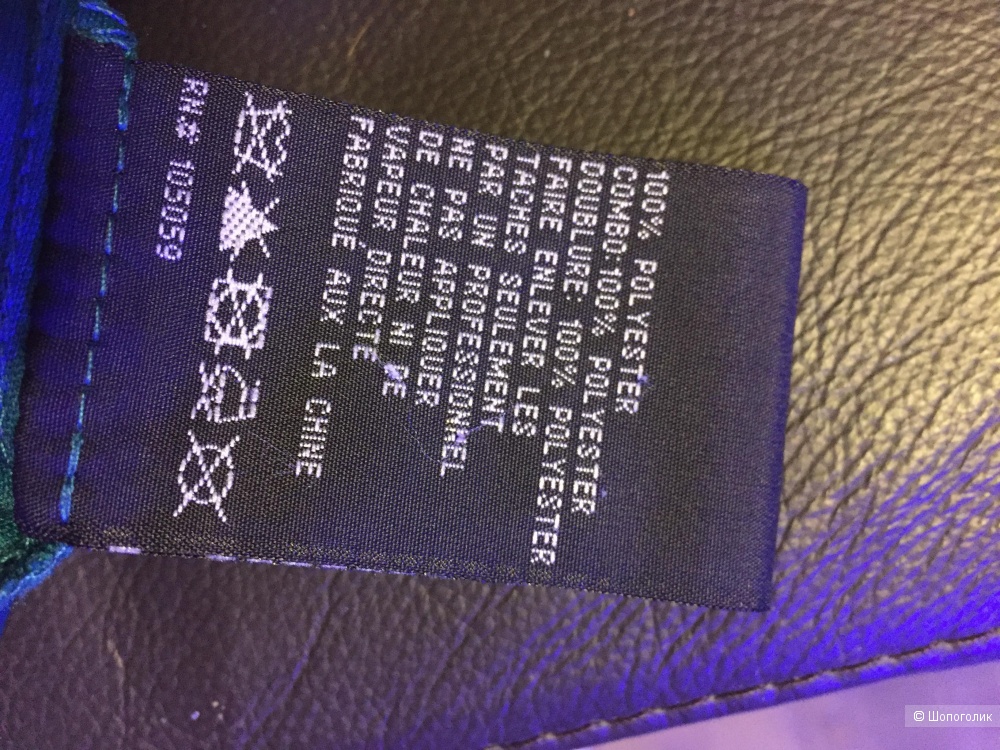 100% POLYESTER
COMBO:100% POLYESTER
DOUBLURE: 100% POLYESTER
FAIRE ENLEVER LES
TACHES SEULEMENT
PAR UN PROFESSIONNEL
NE PAS APPLIQUER
DE CHALEUR NI DE
VAPEUR DIRECTE
FABRIQUÉ AUX LA CHINE
RN& 105059
© Шопоголик